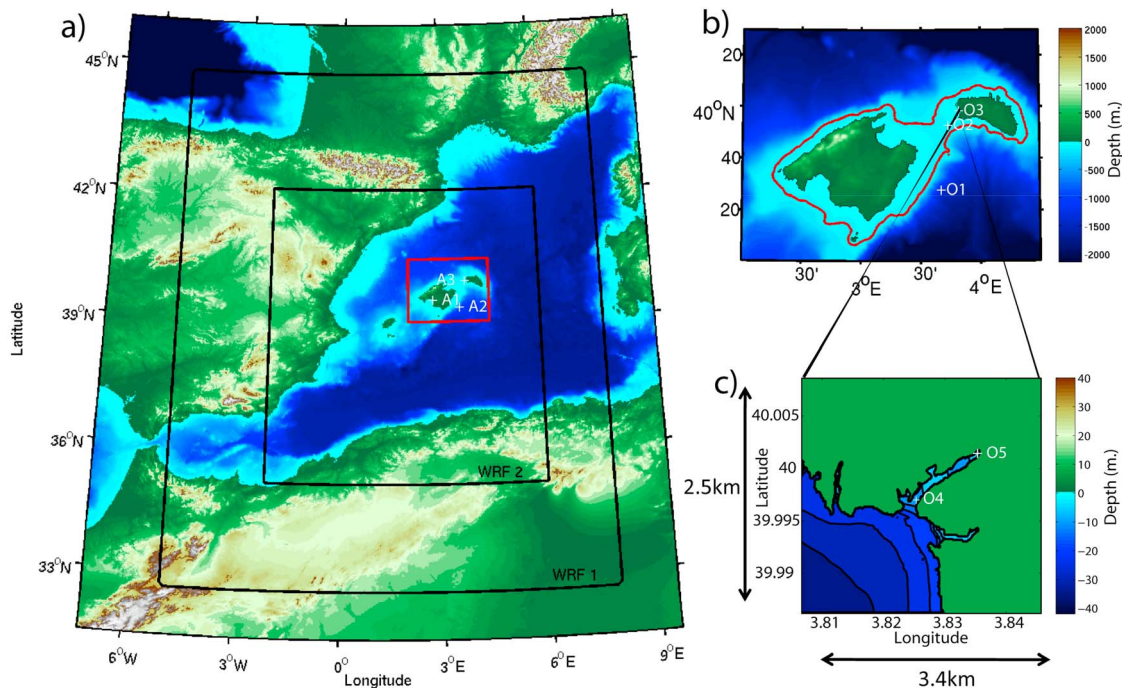 a)
45°N
42°N
39°N
36°N
33°N
Latitude
6°W
3°W
0°
3°E
6°E
9°E
Longitude
A3 +
+ A1
+ A2
WRF 2
WRF 1
b)
20
40°N
40
20
30'
3°E
30'
4°E
+O3
+O2
+O1
2000
1500
1000
500
0
-500
-1000
-1500
-2000
Depth (m.)
c)
40.005
40
39.995
39.99
Latitude
3.81
3.82
3.83
3.84
Longitude
+ O5
+O4
2.5km
3.4km
40
30
20
10
0
-10
-20
-30
-40
Depth (m.)